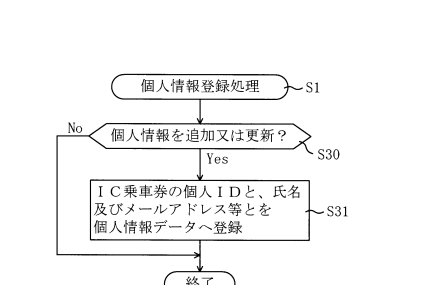 個人情報登録処理
S1
個人情報を追加又は更新？
No
Yes
S30
ＩＣ乗車券の個人ＩＤと、氏名
及びメールアドレス等とを
個人情報データへ登録
S31
終了